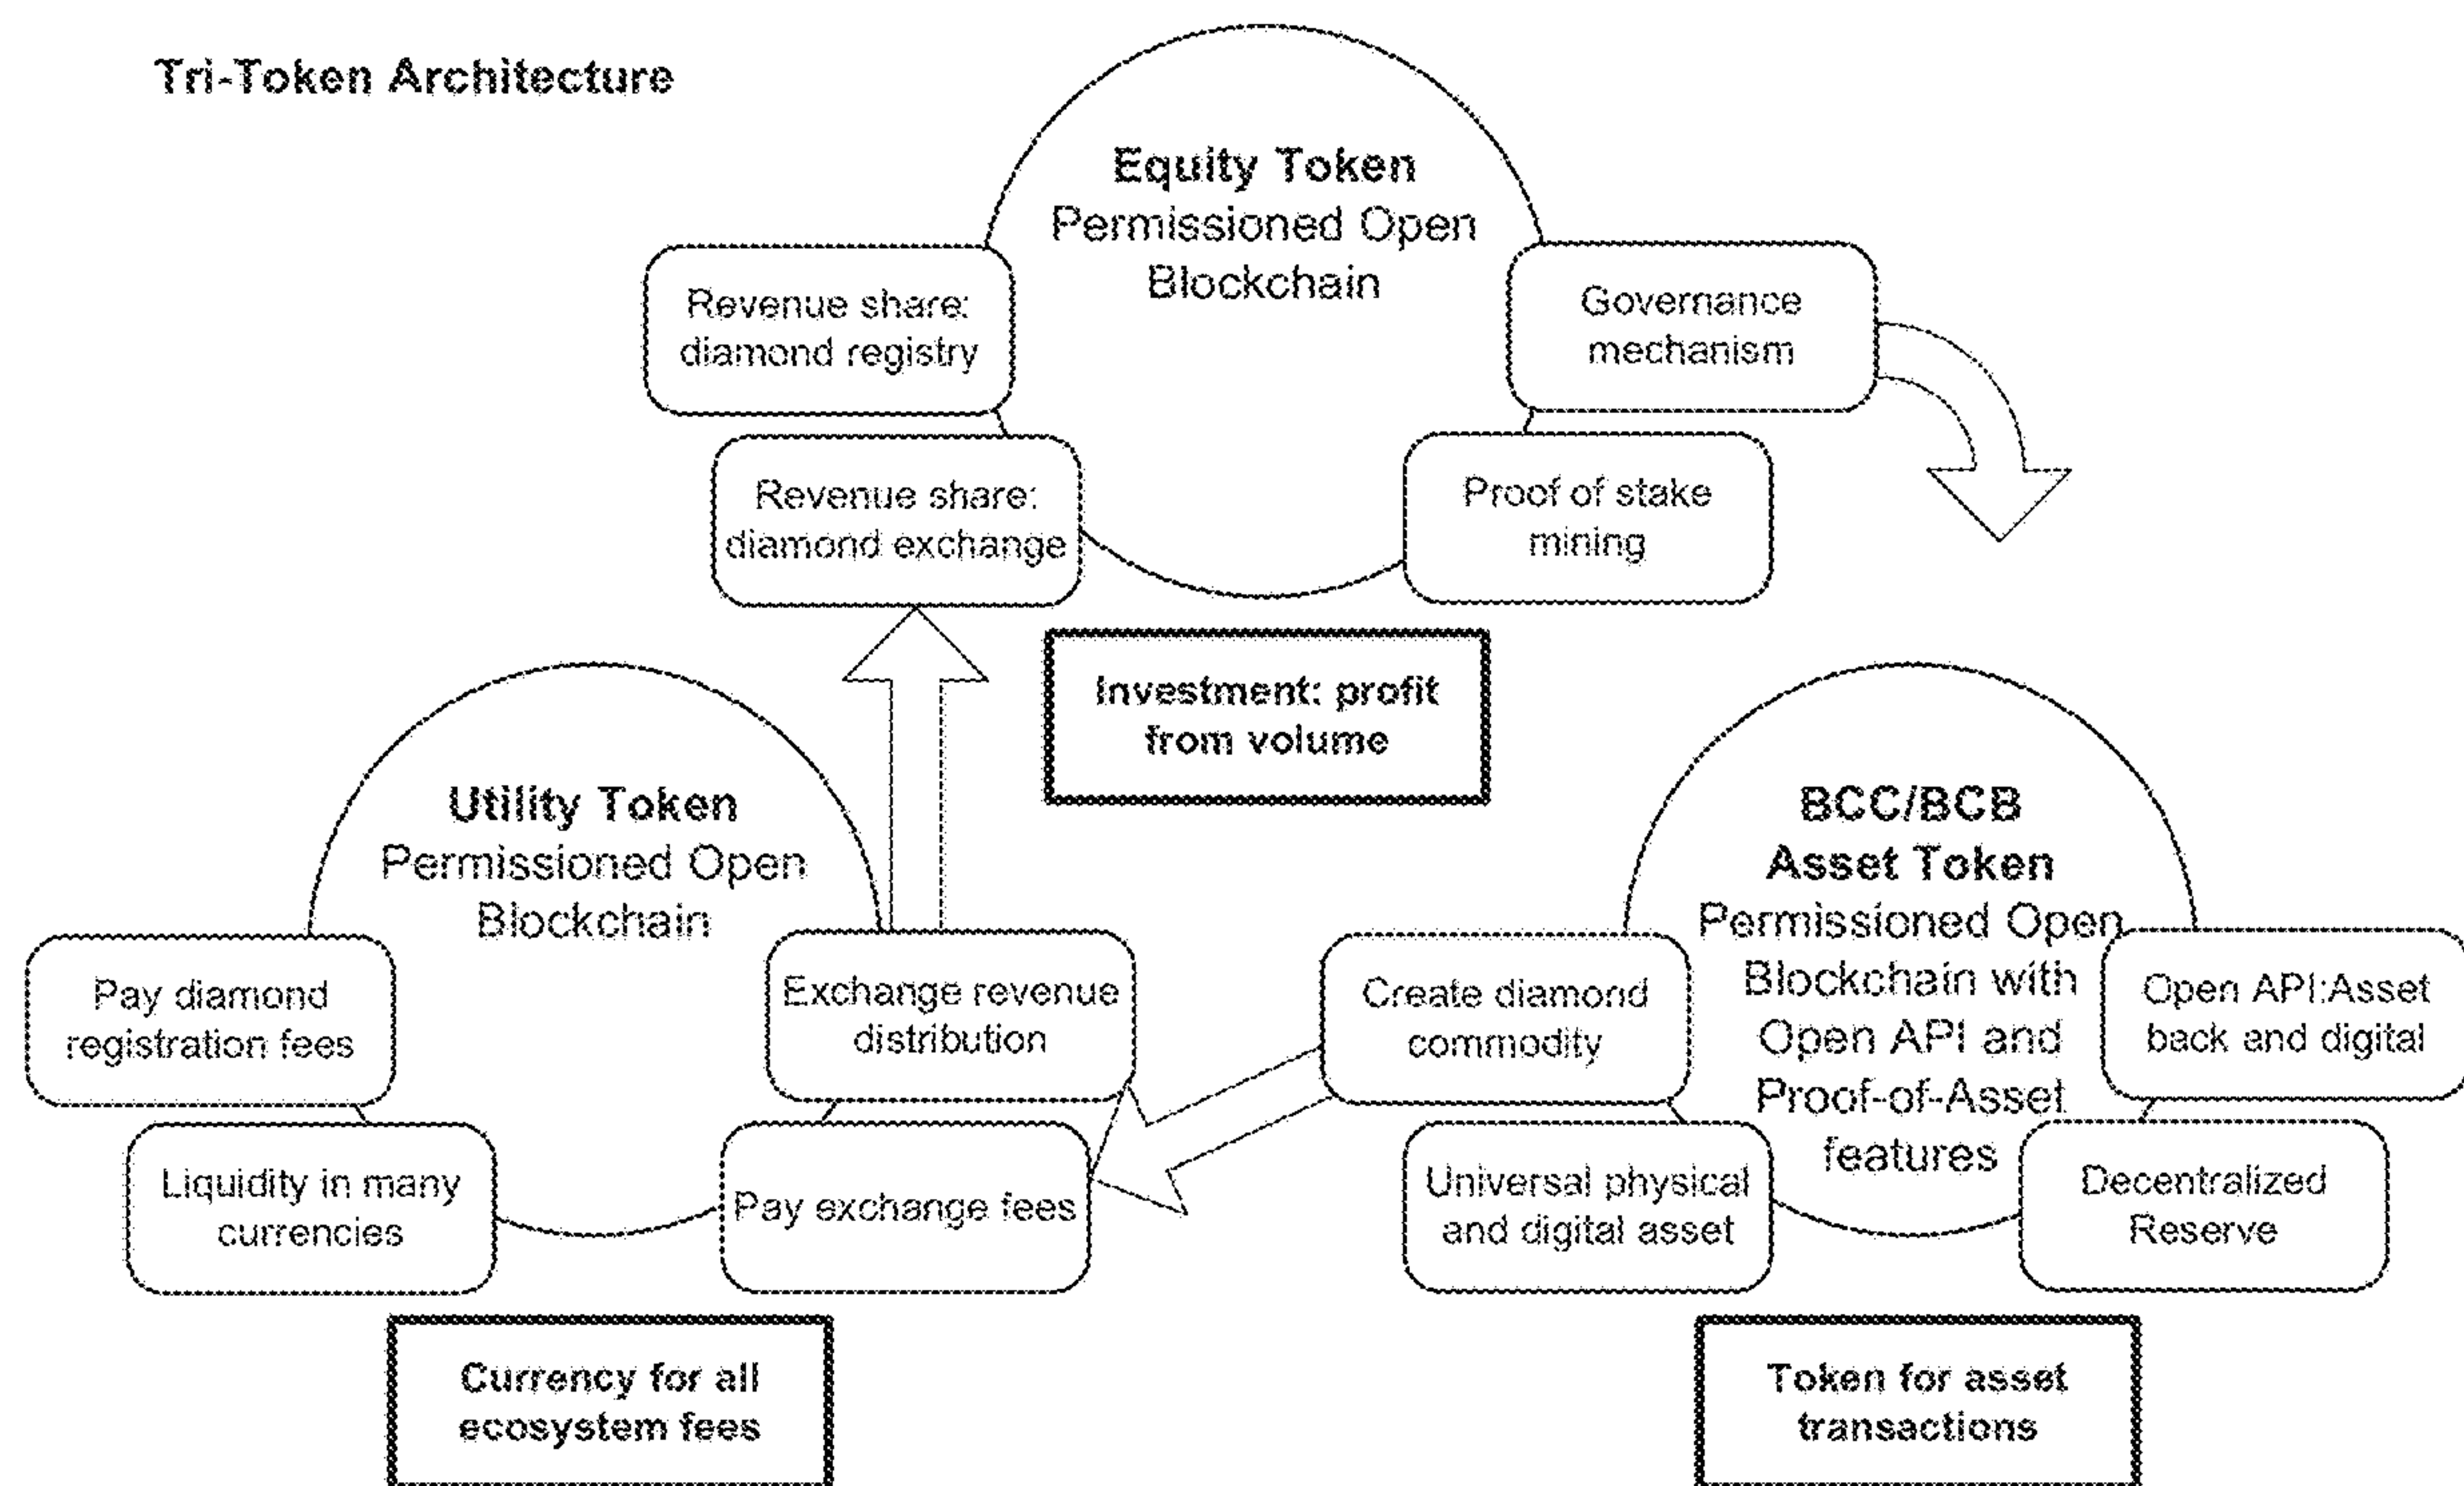 Tri-Token Architecture
Equity Token
Permissioned Open
Blockchain
Revenue share:
diamond registry
Governance
mechanism
Revenue share:
diamond exchange
Proof of stake
mining
Investment: profit
from volume
Utility Token
Permissioned Open
Blockchain
Pay diamond
registration fees
Exchange revenue
distribution
Liquidity in many
currencies
Pay exchange fees
Currency for all
ecosystem fees
BCC/BCB
Asset Token
Permissioned Open
Blockchain with
Open API and
Proof-of-Asset
features
Create diamond
commodity
Open API:Asset
back and digital
Universal physical
and digital asset
Decentralized
Reserve
Token for asset
transactions